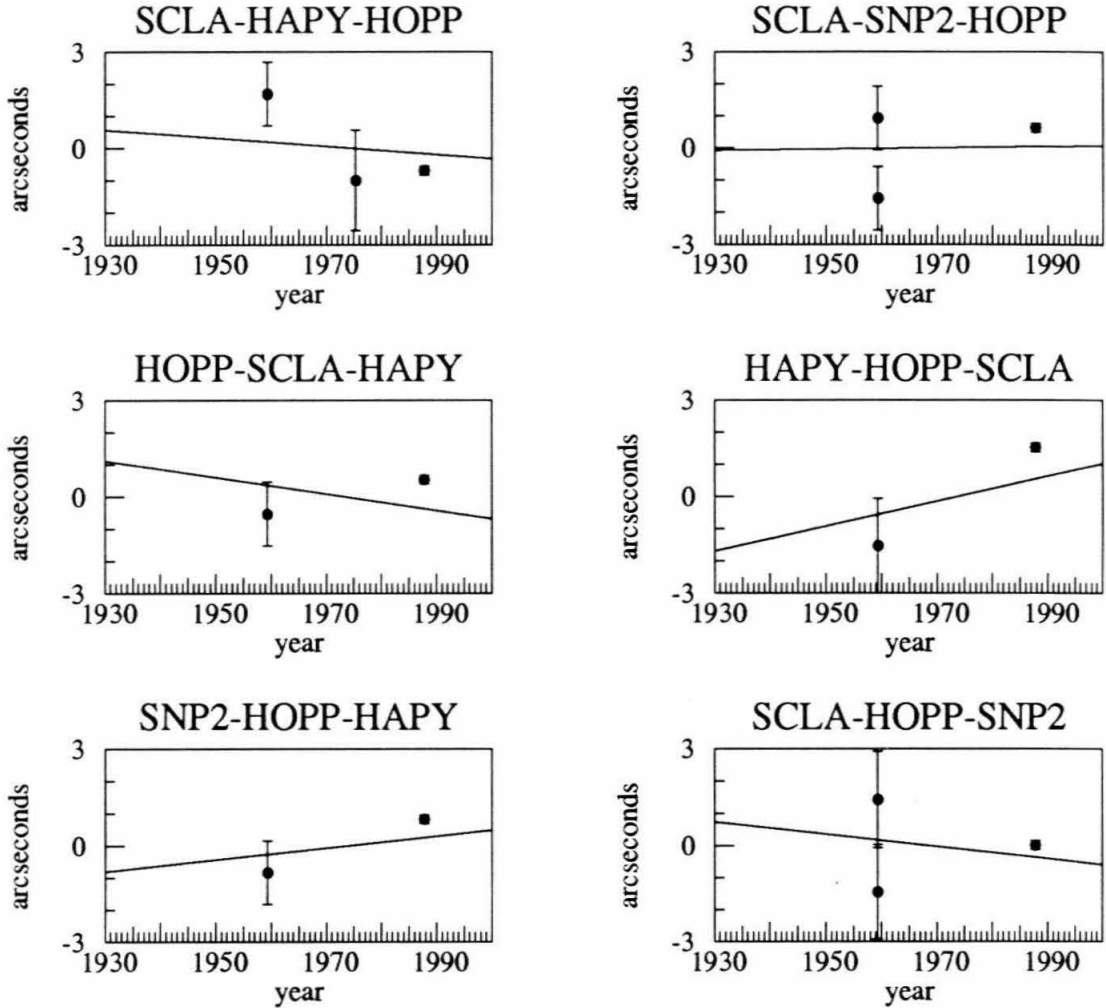 SCLA-HAPY-HOPP
arcseconds
3
0
-3
1930 1950 1970 1990
year
SCLA-SNP2-HOPP
arcseconds
3
0
-3
1930 1950 1970 1990
year
HOPP-SCLA-HAPY
arcseconds
3
0
-3
1930 1950 1970 1990
year
HAPY-HOPP-SCLA
arcseconds
3
0
-3
1930 1950 1970 1990
year
SNP2-HOPP-HAPY
arcseconds
3
0
-3
1930 1950 1970 1990
year
SCLA-HOPP-SNP2
arcseconds
3
0
-3
1930 1950 1970 1990
year